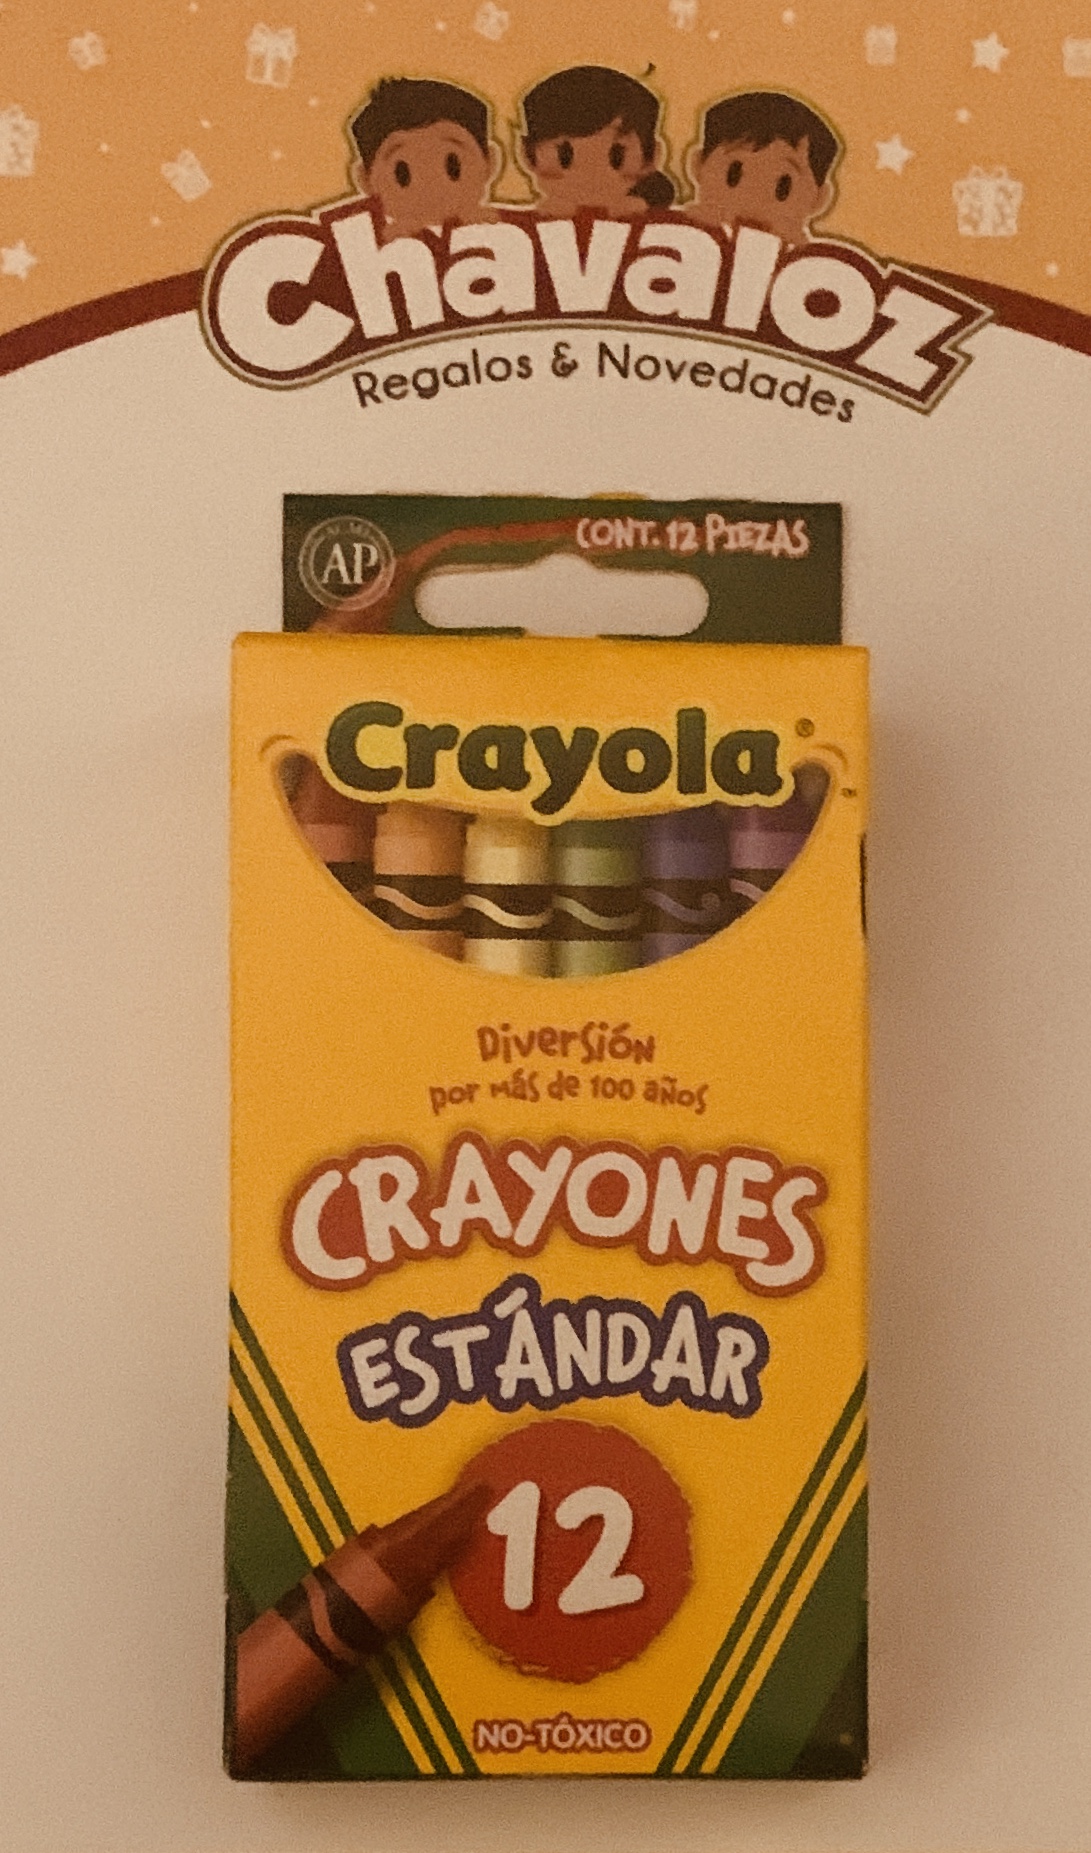 Chavaloz
Regalos & Novedades
AP
CONT. 12 PIEZAS
Crayola®
Diversión
por más de 100 años
CRAYONES
ESTÁNDAR
12
NO-TÓXICO